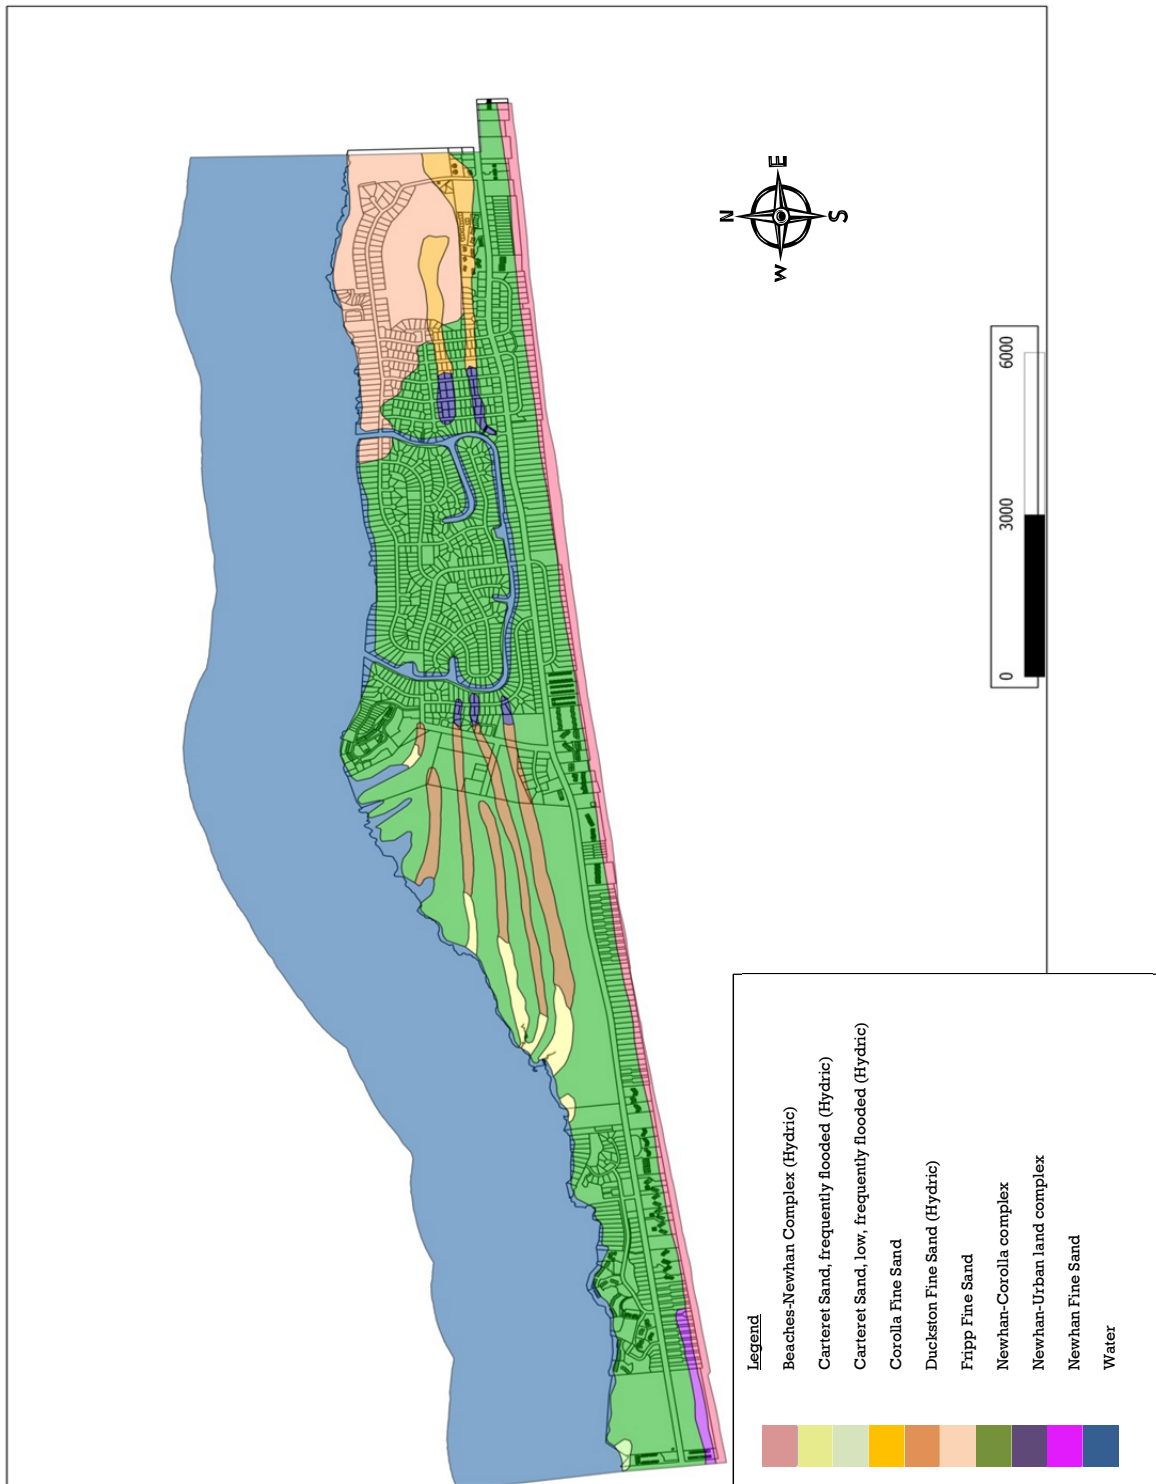 N
E
S
W
0
3000
6000
Legend
Beaches-Newhan Complex (Hydric)
Carteret Sand, frequently flooded (Hydric)
Carteret Sand, low, frequently flooded (Hydric)
Corolla Fine Sand
Duckston Fine Sand (Hydric)
Fripp Fine Sand
Newhan-Corolla complex
Newhan-Urban land complex
Newhan Fine Sand
Water